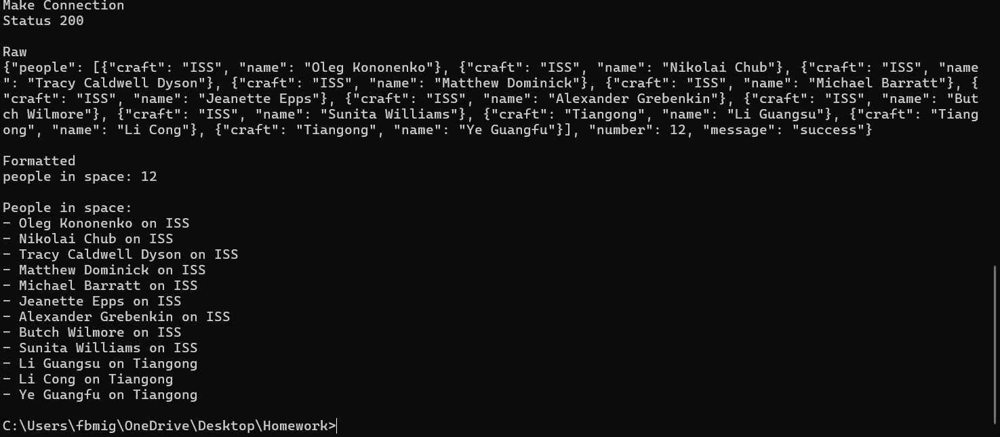 Make Connection
Status 200
Raw
{"people": [{"craft": "ISS", "name": "Oleg Kononenko"}, {"craft": "ISS", "name": "Nikolai Chub"}, {"craft": "ISS", "name
": "Tracy Caldwell Dyson"}, {"craft": "ISS", "name": "Matthew Dominick"}, {"craft": "ISS", "name": "Michael Barratt"}, {
"craft": "ISS", "name": "Jeanette Epps"}, {"craft": "ISS", "name": "Alexander Grebenkin"}, {"craft": "ISS", "name": "But
ch Wilmore"}, {"craft": "ISS", "name": "Sunita Williams"}, {"craft": "Tiangong", "name": "Li Guangsu"}, {"craft": "Tiang
ong", "name": "Li Cong"}, {"craft": "Tiangong", "name": "Ye Guangfu"}], "number": 12, "message": "success"}
Formatted
people in space: 12
People in space:
- Oleg Kononenko on ISS
- Nikolai Chub on ISS
- Tracy Caldwell Dyson on ISS
- Matthew Dominick on ISS
- Michael Barratt on ISS
- Jeanette Epps on ISS
- Alexander Grebenkin on ISS
- Butch Wilmore on ISS
- Sunita Williams on ISS
- Li Guangsu on Tiangong
- Li Cong on Tiangong
- Ye Guangfu on Tiangong
C:\Users\fbmig\OneDrive\Desktop\Homework>